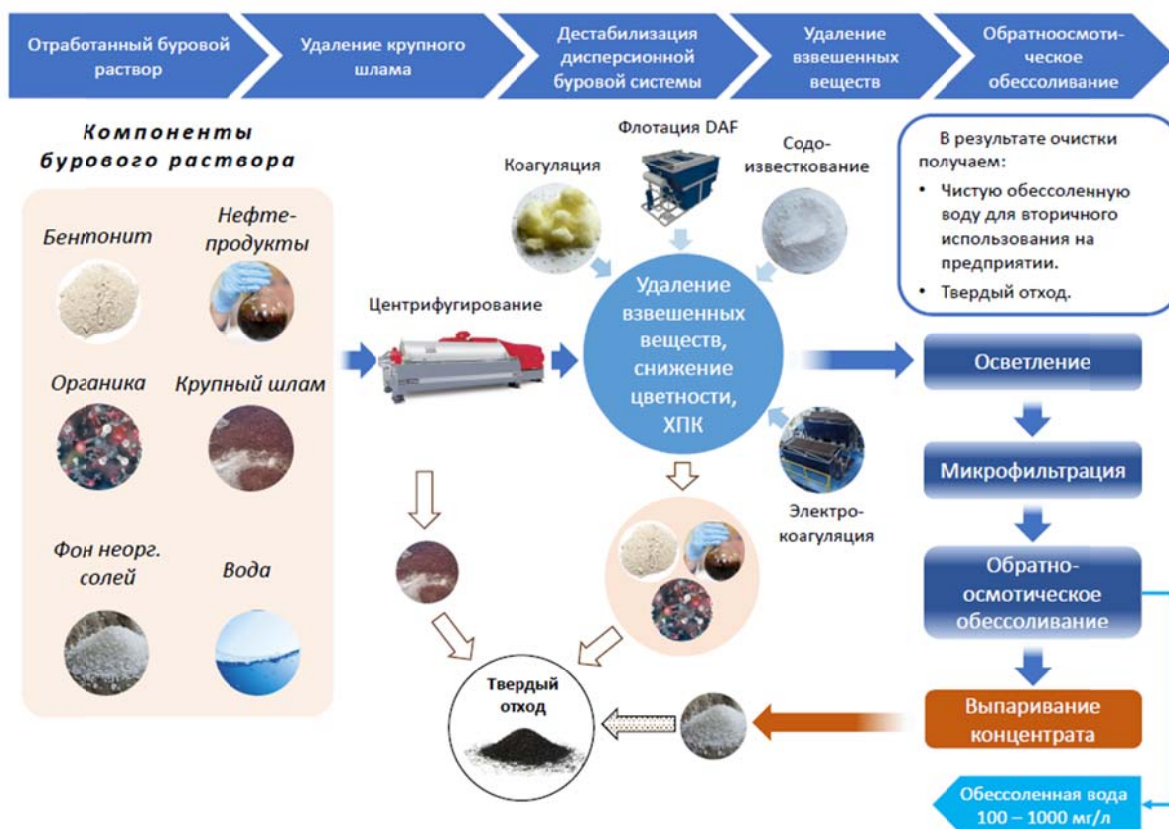 Отработанный буровой
раствор
Удаление крупного
шлама
Дестабилизация
дисперсионной
буровой системы
Удаление
взвешенных
веществ
Обратноосмоти-
ческое
обессоливание
Компоненты
бурового раствора
Бентонит
Нефте-
продукты
Органика
Крупный шлам
Фон неорг.
солей
Вода
Центрифугирование
Флотация DAF
Коагуляция
Содо-
известкование
Удаление
взвешенных
веществ,
снижение
цветности,
ХПК
Электро-
коагуляция
Твердый
отход
В результате очистки
получаем:
• Чистую обессоленную
воду для вторичного
использования на
предприятии.
• Твердый отход.
Осветление
Микрофильтрация
Обратно-
осмотическое
обессоливание
Выпаривание
концентрата
Обессоленная вода
100 – 1000 мг/л